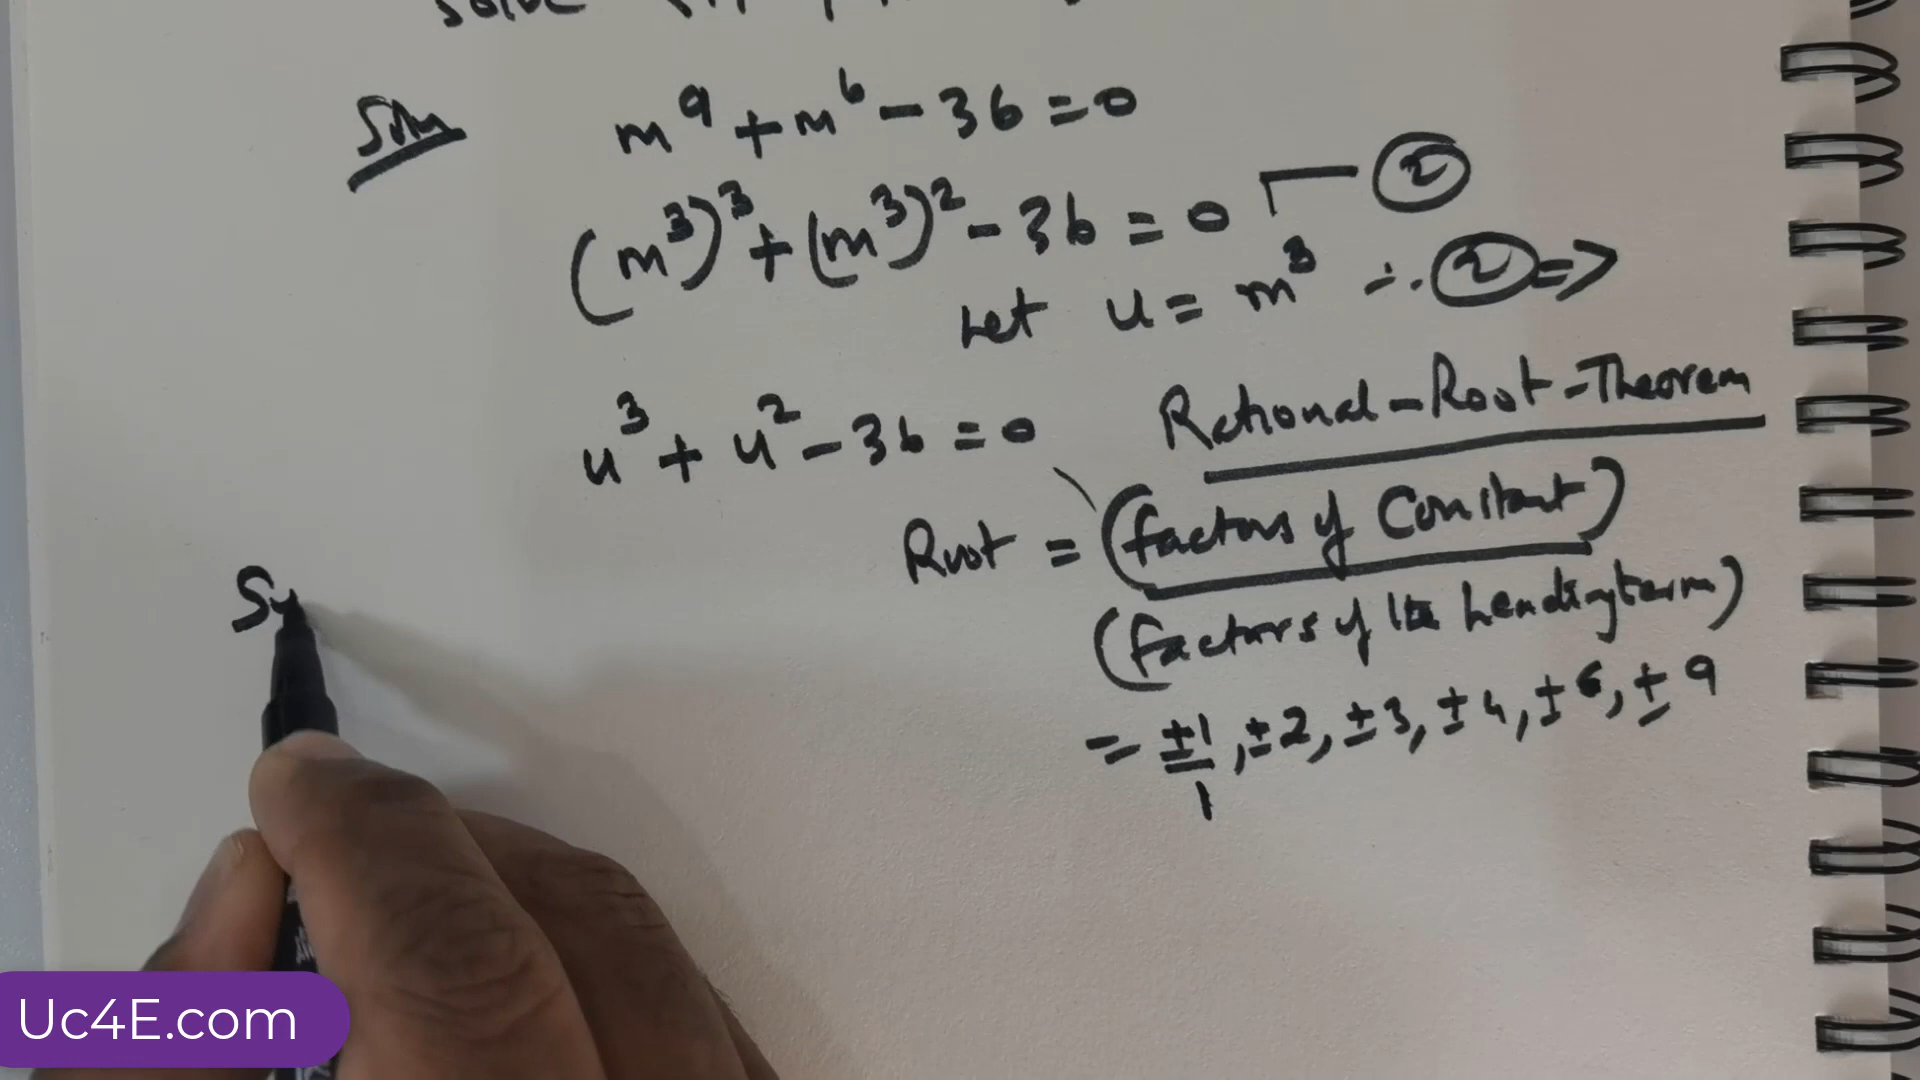 Solve
Soln m⁹ + m⁶ - 36 = 0
(m³)³ + (m³)² - 36 = 0 ②
Let u = m³ ∴ ② =>
u³ + u² - 36 = 0 Rational-Root-Theorem
Root = (factors of Constant)
(factors of the Leading term)
= ±1/1, ±2, ±3, ±4, ±6, ±9
Su
Uc4E.com